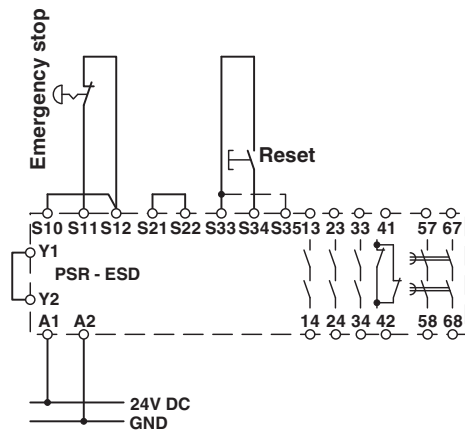 Emergency stop
Reset
S10 S11 S12 S21 S22 S33 S34 S35 13 23 33 41 57 67
Y1
PSR - ESD
Y2
A1 A2 14 24 34 42 58 68
24V DC
GND